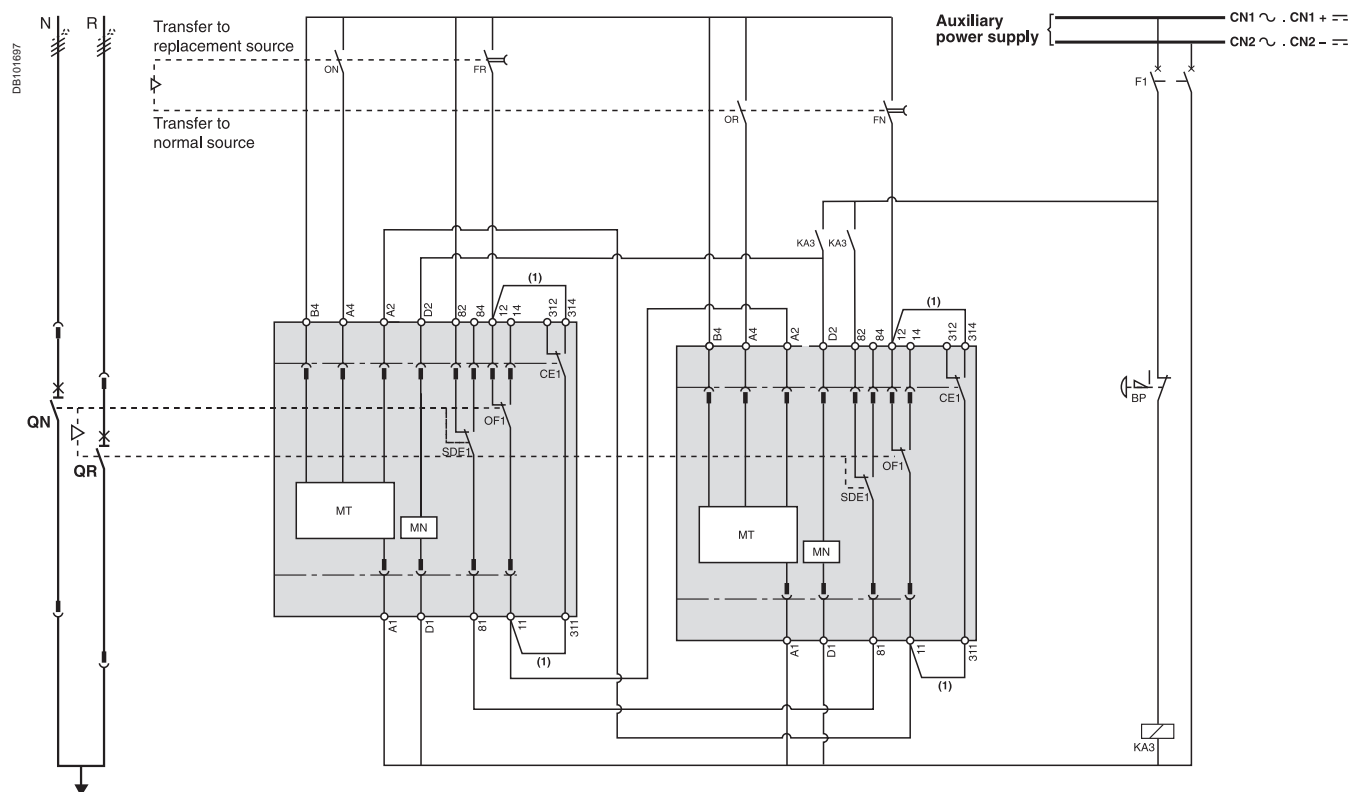 DB101697
N R
Transfer to
replacement source
Transfer to
normal source
ON
FR
OR
FN
Auxiliary
power supply
CN1 ∿ . CN1 + ⎓
CN2 ∿ . CN2 – ⎓
F1
KA3 KA3
(1)
B4 A4 A2 D2 82 84 12 14 312 314
CE1
OF1
SDE1
MT
MN
A1 D1 81 11 311
(1)
(1)
B4 A4 A2 D2 82 84 12 14 312 314
CE1
OF1
SDE1
MT
MN
A1 D1 81 11 311
(1)
QN
QR
BP
KA3